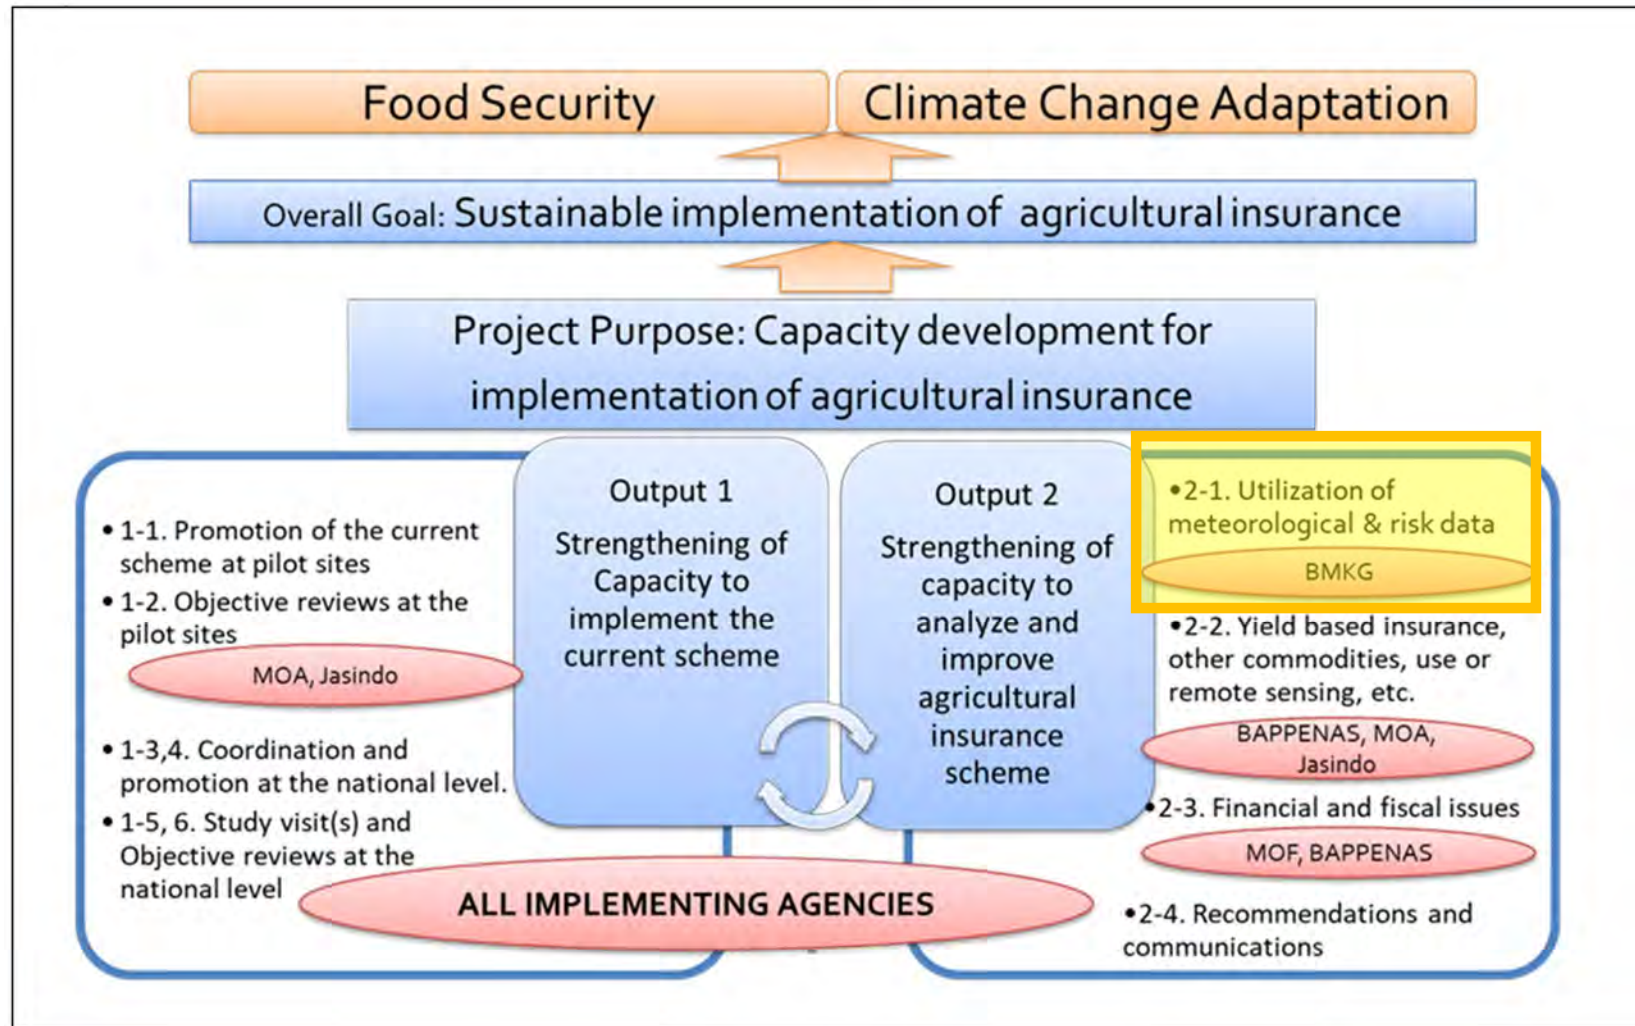 Food Security
Climate Change Adaptation
Overall Goal: Sustainable implementation of agricultural insurance
Project Purpose: Capacity development for
implementation of agricultural insurance
• 1-1. Promotion of the current
scheme at pilot sites
• 1-2. Objective reviews at the
pilot sites
MOA, Jasindo
• 1-3,4. Coordination and
promotion at the national level.
• 1-5, 6. Study visit(s) and
Objective reviews at the
national level
Output 1
Strengthening of
Capacity to
implement the
current scheme
Output 2
Strengthening of
capacity to
analyze and
improve
agricultural
insurance
scheme
•2-1. Utilization of
meteorological & risk data
BMKG
•2-2. Yield based insurance,
other commodities, use or
remote sensing, etc.
BAPPENAS, MOA,
Jasindo
•2-3. Financial and fiscal issues
MOF, BAPPENAS
•2-4. Recommendations and
communications
ALL IMPLEMENTING AGENCIES